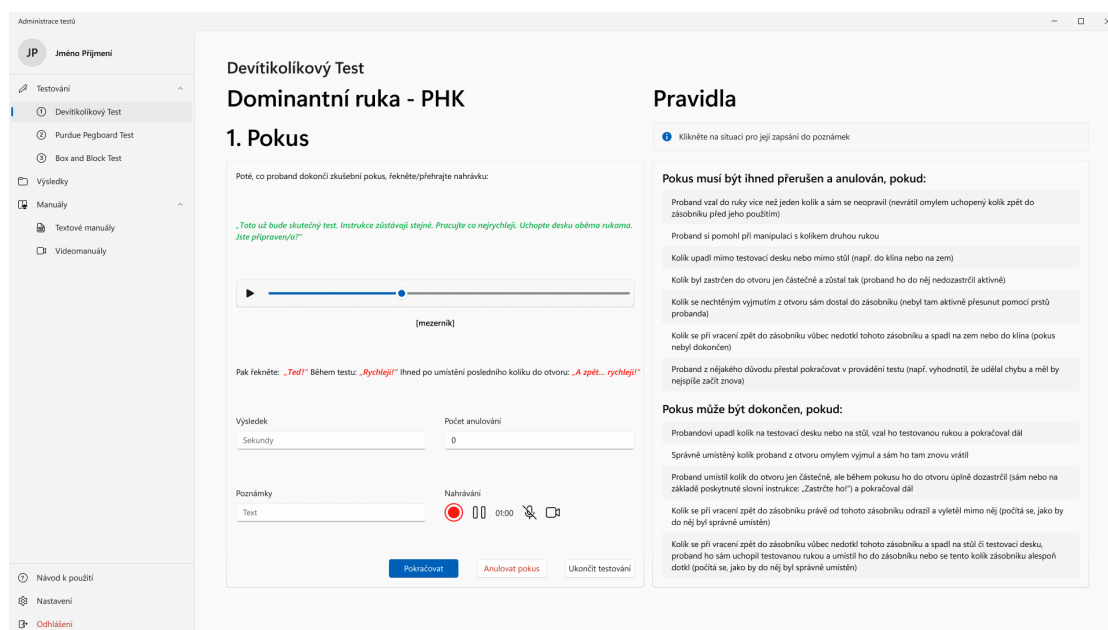 Administrace testů
JP Jméno Příjmení
Testování
1 Devítikolíkový Test
2 Purdue Pegboard Test
3 Box and Block Test
Výsledky
Manuály
Textové manuály
Videomanuály
Návod k použití
Nastavení
Odhlášení
Devítikolíkový Test
Dominantní ruka - PHK
1. Pokus
Poté, co proband dokončí zkušební pokus, řekněte/přehrajte nahrávku:
„Toto už bude skutečný test. Instrukce zůstávají stejné. Pracujte co nejrychleji. Uchopte desku oběma rukama.
Jste připraven/a?“
[mezerník]
Pak řekněte: „Teď!“ Během testu: „Rychleji!“ Ihned po umístění posledního kolíku do otvoru: „A zpět... rychleji!“
Výsledek
Sekundy
Počet anulování
0
Poznámky
Text
Nahrávání
01:00
Pokračovat
Anulovat pokus
Ukončit testování
Pravidla
Klikněte na situaci pro její zapsání do poznámek
Pokus musí být ihned přerušen a anulován, pokud:
Proband vzal do ruky více než jeden kolík a sám se neopravil (nevrátil omylem uchopený kolík zpět do
zásobníku před jeho použitím)
Proband si pomohl při manipulaci s kolíkem druhou rukou
Kolík upadl mimo testovací desku nebo mimo stůl (např. do klína nebo na zem)
Kolík byl zastrčen do otvoru jen částečně a zůstal tak (proband ho do něj nedozastrčil aktivně)
Kolík se nechtěným vyjmutím z otvoru sám dostal do zásobníku (nebyl tam aktivně přesunut pomocí prstů
probanda)
Kolík se při vracení zpět do zásobníku vůbec nedotkl tohoto zásobníku a spadl na zem nebo do klína (pokus
nebyl dokončen)
Proband z nějakého důvodu přestal pokračovat v provádění testu (např. vyhodnotil, že udělal chybu a měl by
nejspíše začít znova)
Pokus může být dokončen, pokud:
Probandovi upadl kolík na testovací desku nebo na stůl, vzal ho testovanou rukou a pokračoval dál
Správně umístěný kolík proband z otvoru omylem vyjmul a sám ho tam znovu vrátil
Proband umístil kolík do otvoru jen částečně, ale během pokusu ho do otvoru úplně dozastrčil (sám nebo na
základě poskytnuté slovní instrukce: „Zastrčte ho!“) a pokračoval dál
Kolík se při vracení zpět do zásobníku právě od tohoto zásobníku odrazil a vyletěl mimo něj (počítá se, jako by
do něj byl správně umístěn)
Kolík se při vracení zpět do zásobníku vůbec nedotkl tohoto zásobníku a spadl na stůl či testovací desku,
proband ho sám uchopil testovanou rukou a umístil ho do zásobníku nebo se tento kolík zásobníku alespoň
dotkl (počítá se, jako by do něj byl správně umístěn)